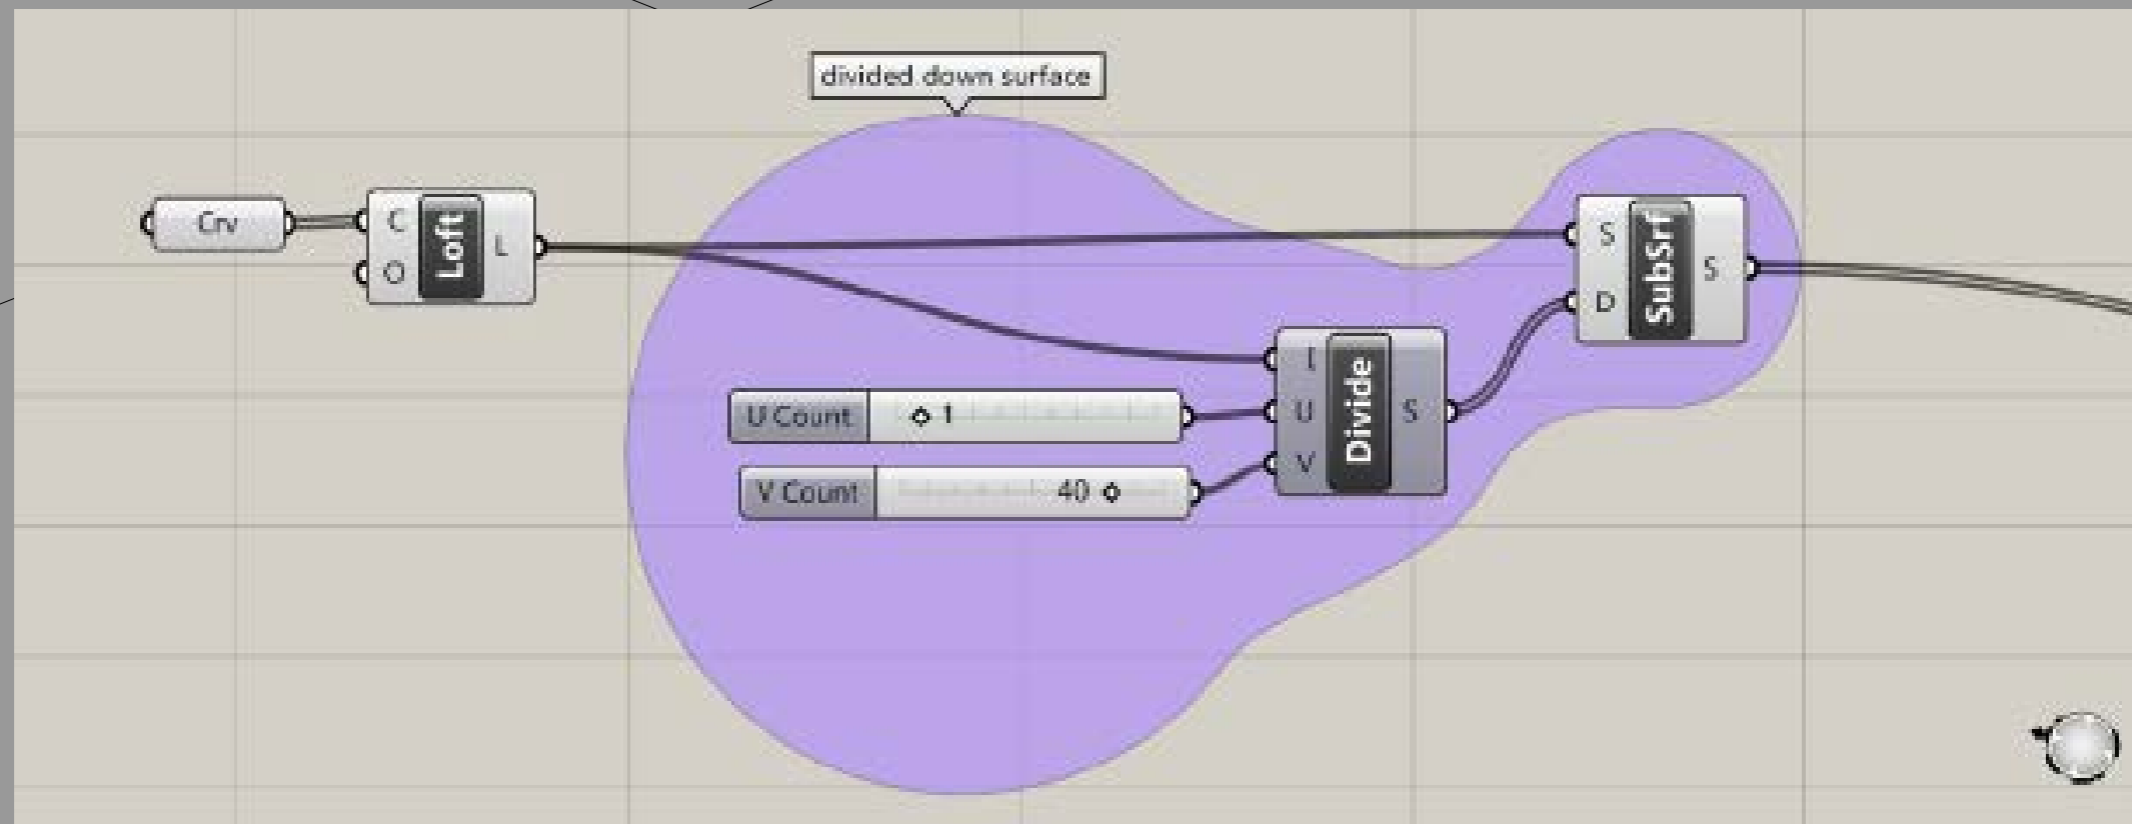 divided down surface
Crv
C
O
Loft
L
S
D
SubSrf
S
I
U
V
Divide
S
U Count
1
V Count
40